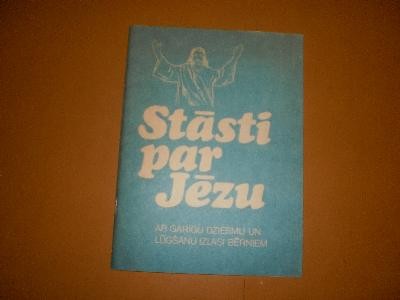 Stāsti
par
Jēzu
AR GARĪGU DZIESMU UN
LŪGŠANU IZLASI BĒRNIEM